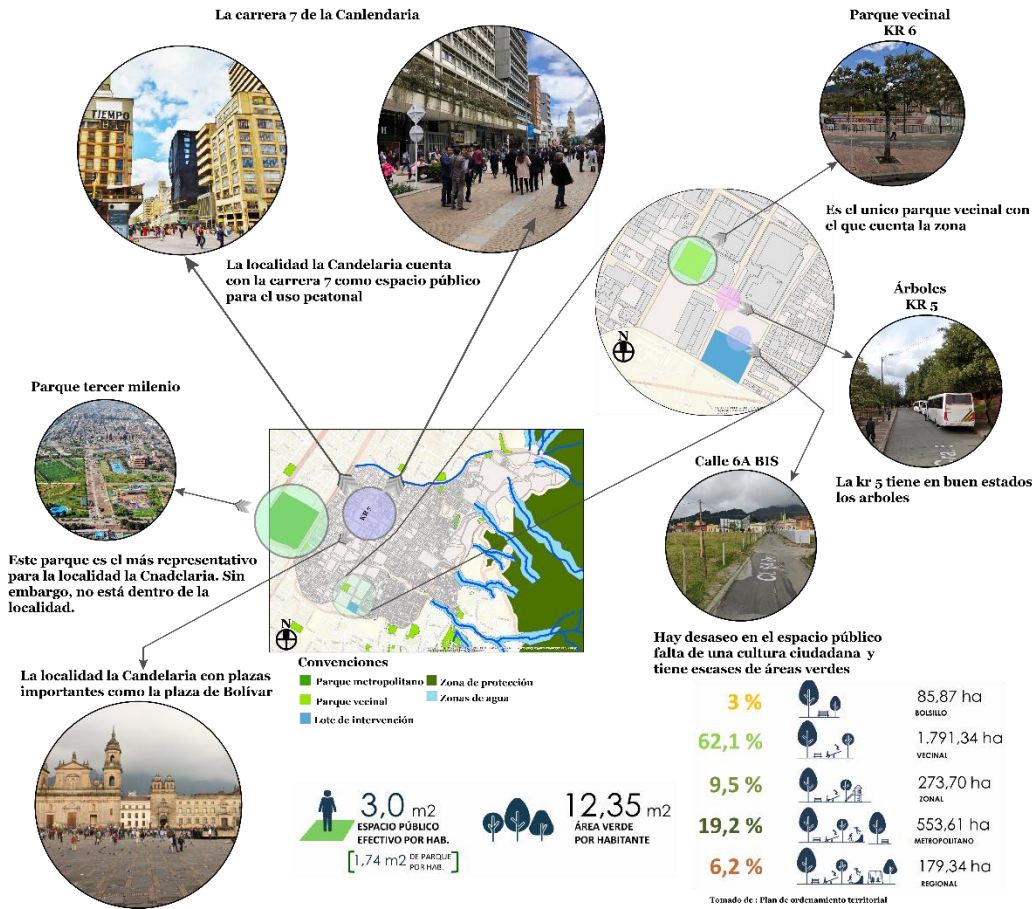 La carrera 7 de la Canlendaria
TIEMPO
La localidad la Candelaria cuenta
con la carrera 7 como espacio público
para el uso peatonal
Parque vecinal
KR 6
Es el unico parque vecinal con
el que cuenta la zona
N
Árboles
KR 5
La kr 5 tiene en buen estados
los arboles
Parque tercer milenio
Este parque es el más representativo
para la localidad la Cnadelaria. Sin
embargo, no está dentro de la
localidad.
KR 7
N
Calle 6A BIS
Hay desaseo en el espacio público
falta de una cultura ciudadana y
tiene escases de áreas verdes
Convenciones
Parque metropolitano
Zona de protección
Parque vecinal
Zonas de agua
Lote de intervención
La localidad la Candelaria con plazas
importantes como la plaza de Bolívar
3,0 m2
ESPACIO PÚBLICO
EFECTIVO POR HAB.
[1,74 m2 DE PARQUE
POR HAB.]
12,35 m2
ÁREA VERDE
POR HABITANTE
3 %
85,87 ha
BOLSILLO
62,1 %
1.791,34 ha
VECINAL
9,5 %
273,70 ha
ZONAL
19,2 %
553,61 ha
METROPOLITANO
6,2 %
179,34 ha
REGIONAL
Tomado de : Plan de ordenamiento territorial